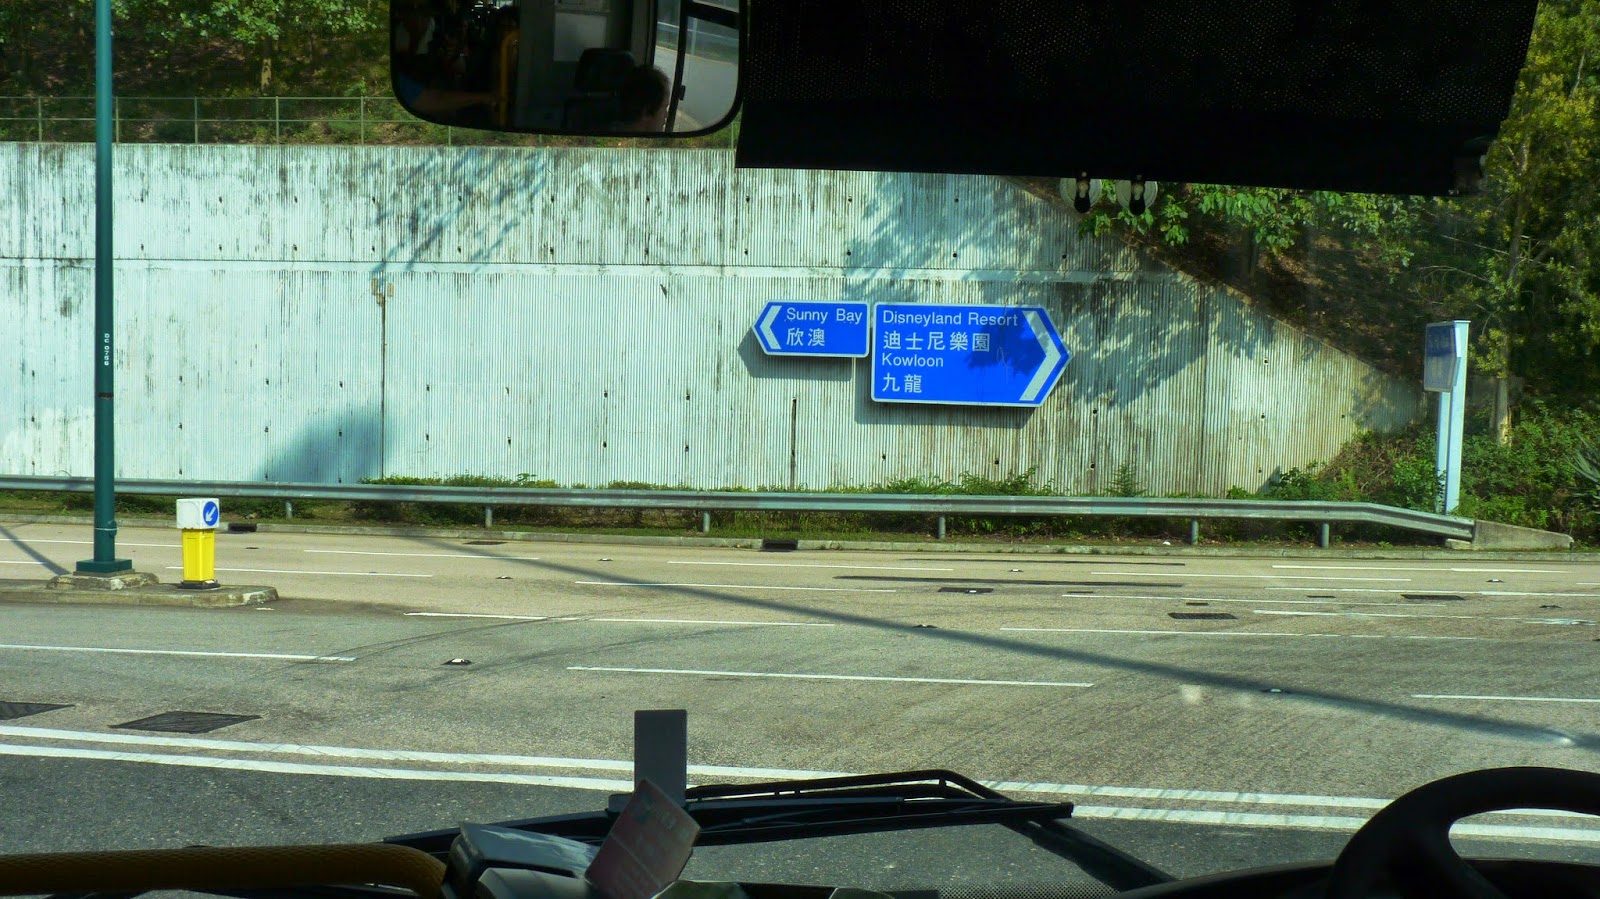 Sunny Bay
欣澳
Disneyland Resort
迪士尼樂園
Kowloon
九龍